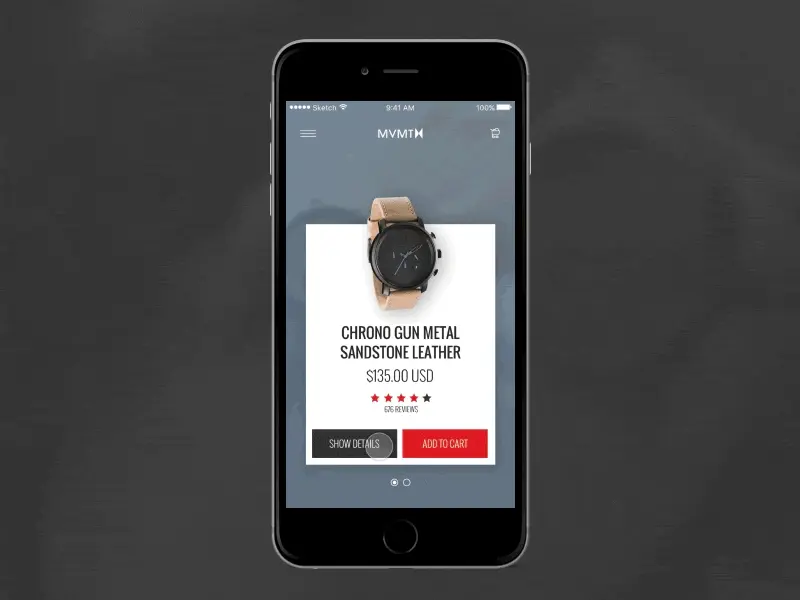 Sketch 9:41 AM 100%
MVMT
CHRONO GUN METAL
SANDSTONE LEATHER
$135.00 USD
676 REVIEWS
SHOW DETAILS ADD TO CART